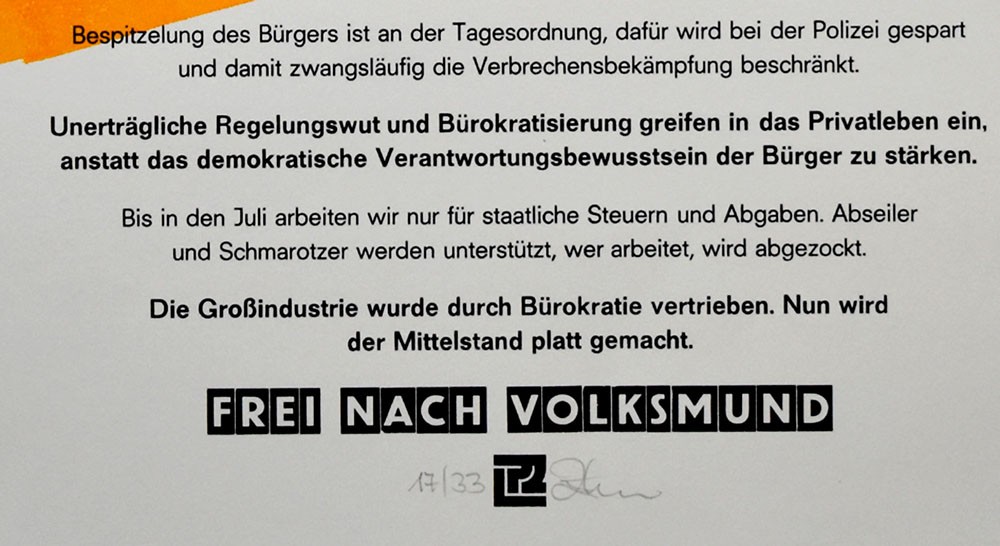 Bespitzelung des Bürgers ist an der Tagesordnung, dafür wird bei der Polizei gespart
und damit zwangsläufig die Verbrechensbekämpfung beschränkt.
Unerträgliche Regelungswut und Bürokratisierung greifen in das Privatleben ein,
anstatt das demokratische Verantwortungsbewusstsein der Bürger zu stärken.
Bis in den Juli arbeiten wir nur für staatliche Steuern und Abgaben. Abseiler
und Schmarotzer werden unterstützt, wer arbeitet, wird abgezockt.
Die Großindustrie wurde durch Bürokratie vertrieben. Nun wird
der Mittelstand platt gemacht.
FREI NACH VOLKSMUND
17/33